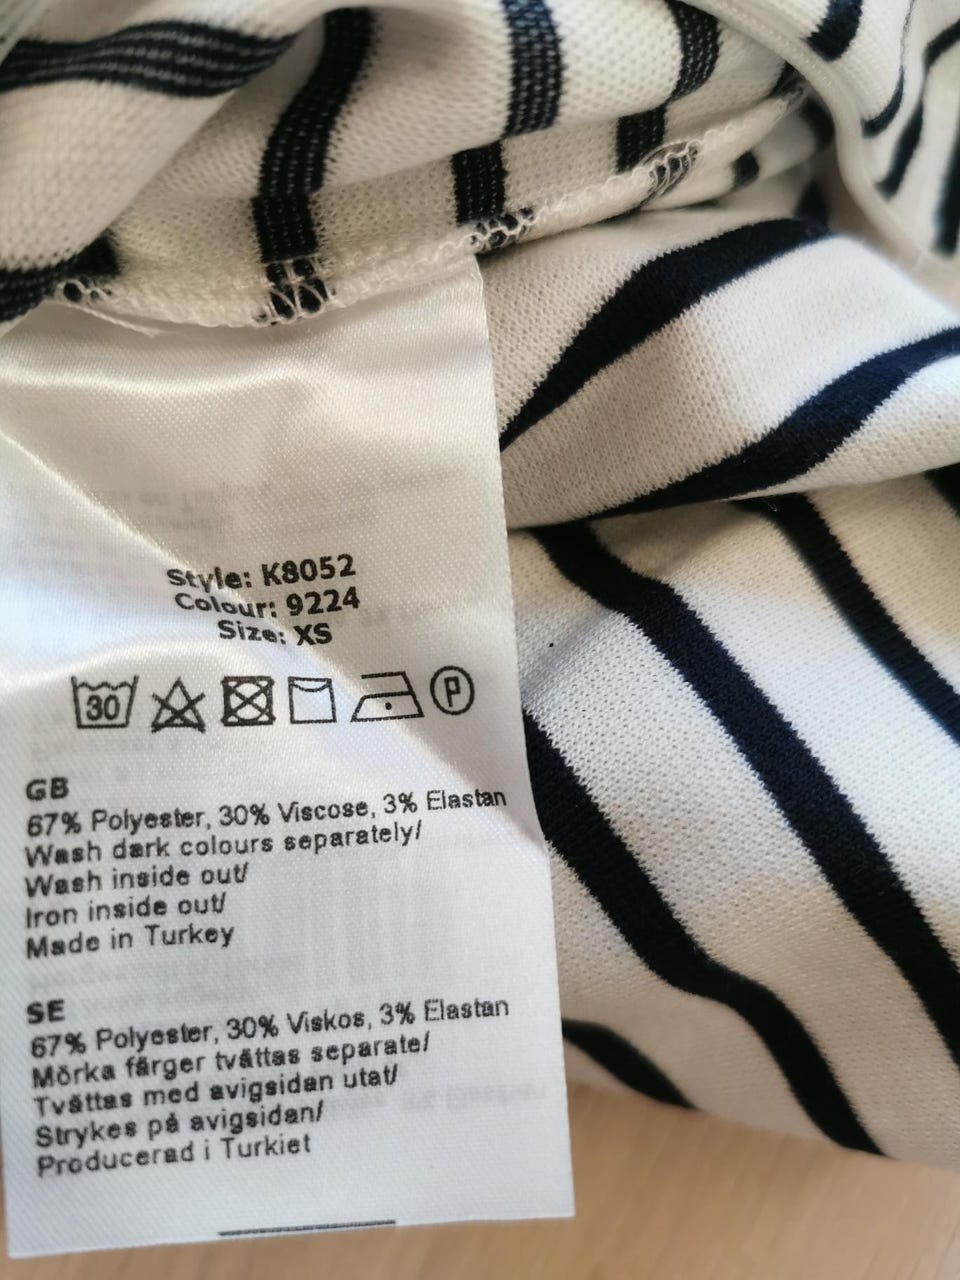 Style: K8052
Colour: 9224
Size: XS
30 P
GB
67% Polyester, 30% Viscose, 3% Elastan
Wash dark colours separately/
Wash inside out/
Iron inside out/
Made in Turkey
SE
67% Polyester, 30% Viskos, 3% Elastan
Mörka färger tvättas separate/
Tvättas med avigsidan utat/
Strykes på avigsidan/
Producerad i Turkiet